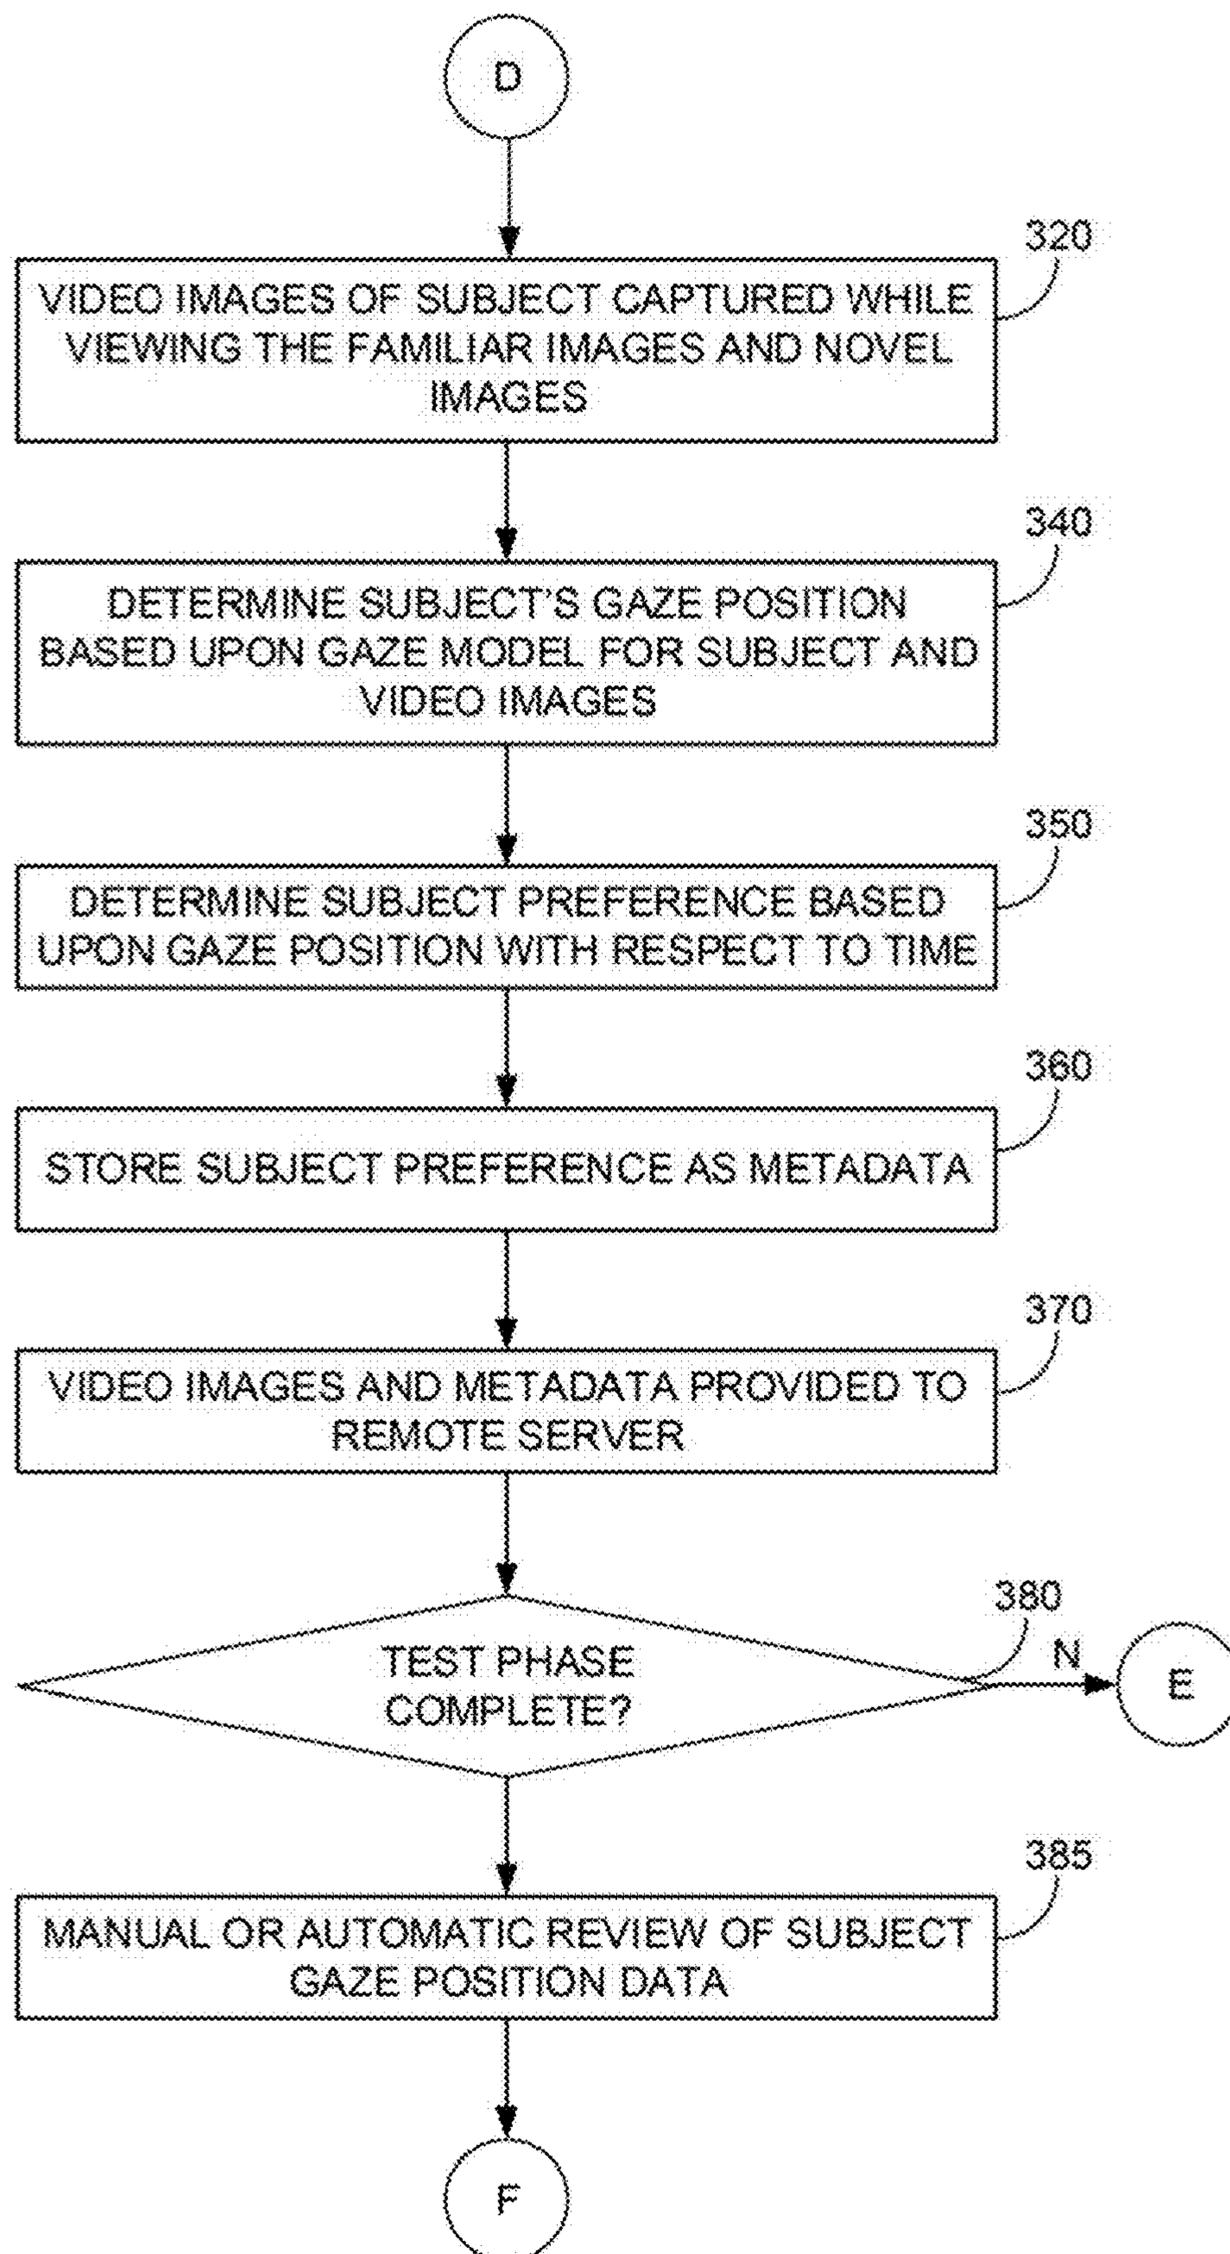 D
320
VIDEO IMAGES OF SUBJECT CAPTURED WHILE
VIEWING THE FAMILIAR IMAGES AND NOVEL
IMAGES
340
DETERMINE SUBJECT'S GAZE POSITION
BASED UPON GAZE MODEL FOR SUBJECT AND
VIDEO IMAGES
350
DETERMINE SUBJECT PREFERENCE BASED
UPON GAZE POSITION WITH RESPECT TO TIME
360
STORE SUBJECT PREFERENCE AS METADATA
370
VIDEO IMAGES AND METADATA PROVIDED TO
REMOTE SERVER
380
TEST PHASE
COMPLETE?
N
E
385
MANUAL OR AUTOMATIC REVIEW OF SUBJECT
GAZE POSITION DATA
F